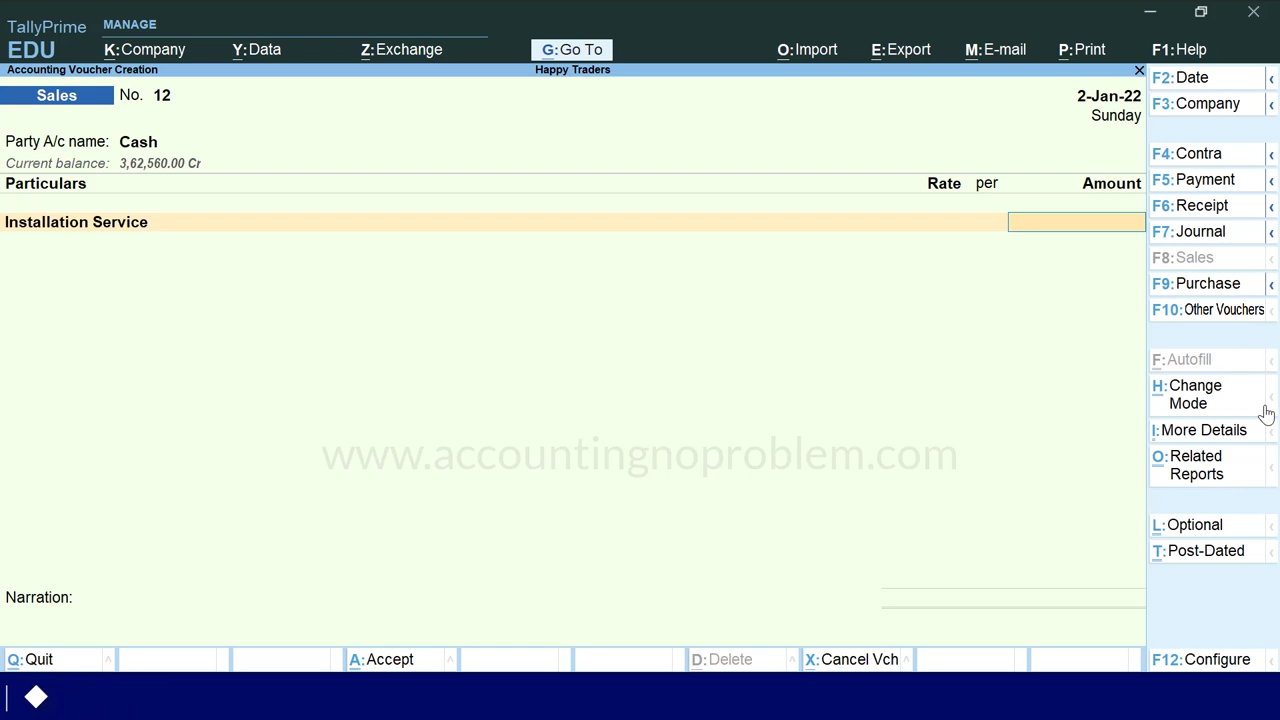 TallyPrime
MANAGE
EDU
K:Company
Y:Data
Z:Exchange
G:Go To
O:Import
E:Export
M:E-mail
P:Print
F1:Help
Accounting Voucher Creation
Happy Traders
Sales No. 12
2-Jan-22
Sunday
Party A/c name: Cash
Current balance: 3,62,560.00 Cr
Particulars
Rate per
Amount
Installation Service
www.accountingnoproblem.com
Narration:
F2:Date
F3:Company
F4:Contra
F5:Payment
F6:Receipt
F7:Journal
F8:Sales
F9:Purchase
F10:Other Vouchers
F:Autofill
H:Change
Mode
I:More Details
O:Related
Reports
L:Optional
T:Post-Dated
Q:Quit
A:Accept
D:Delete
X:Cancel Vch
F12:Configure